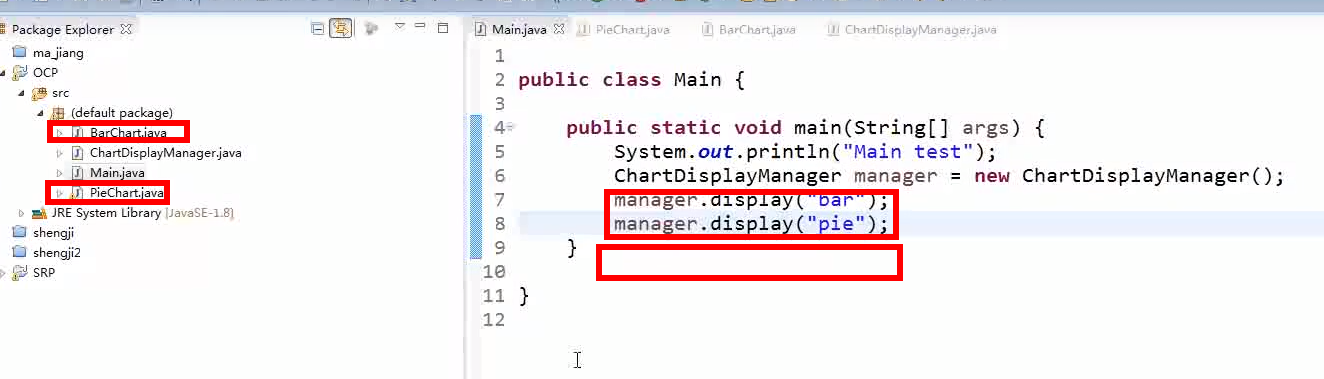 Package Explorer
ma_jiang
OCP
src
(default package)
BarChart.java
ChartDisplayManager.java
Main.java
PieChart.java
JRE System Library [JavaSE-1.8]
shengji
shengji2
SRP
Main.java PieChart.java BarChart.java ChartDisplayManager.java
1
2 public class Main {
3
4 public static void main(String[] args) {
5 System.out.println("Main test");
6 ChartDisplayManager manager = new ChartDisplayManager();
7 manager.display("bar");
8 manager.display("pie");
9 }
10
11 }
12